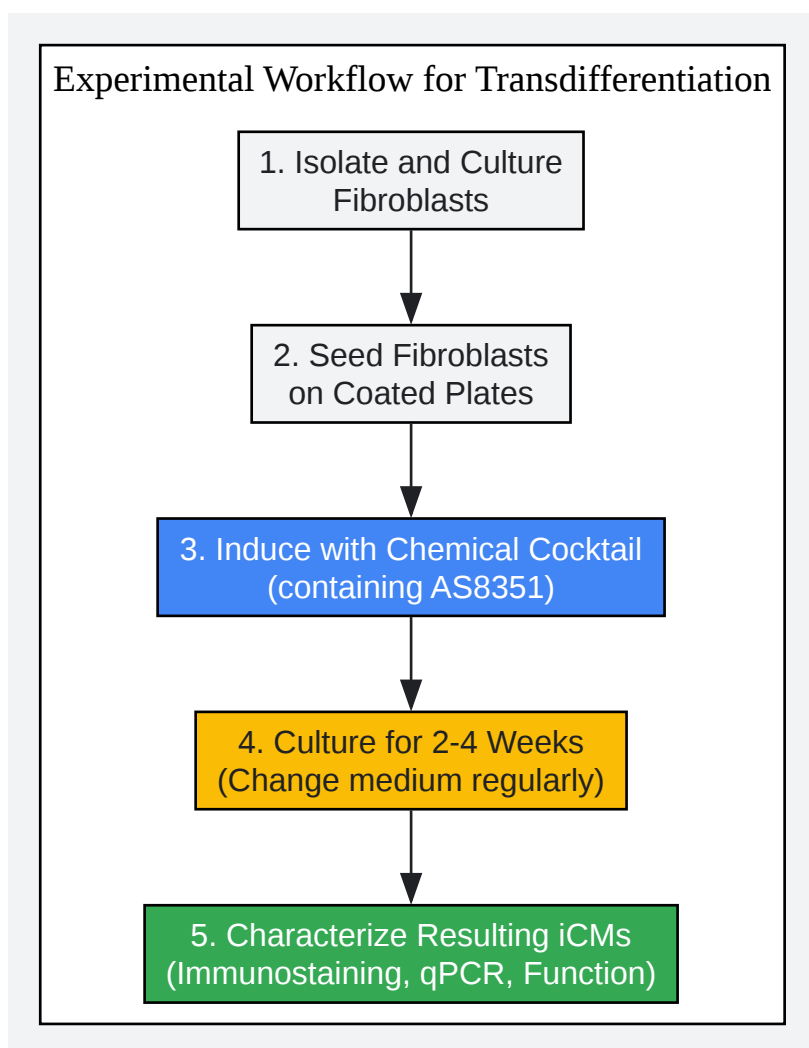 Experimental Workflow for Transdifferentiation
1. Isolate and Culture
Fibroblasts
2. Seed Fibroblasts
on Coated Plates
3. Induce with Chemical Cocktail
(containing AS8351)
4. Culture for 2-4 Weeks
(Change medium regularly)
5. Characterize Resulting iCMs
(Immunostaining, qPCR, Function)